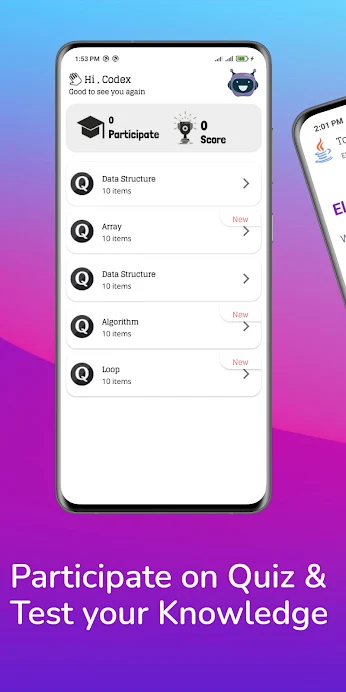 1:53 PM
Hi , Codex
Good to see you again
0
Participate
0
Score
Q
Data Structure
10 items
New
Q
Array
10 items
Q
Data Structure
10 items
New
Q
Algorithm
10 items
New
Q
Loop
10 items
2:01 PM
Participate on Quiz &
Test your Knowledge